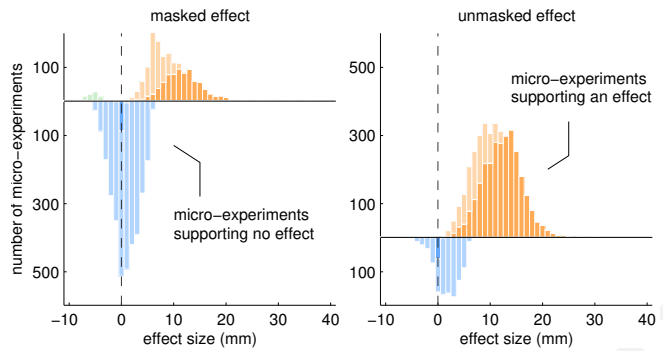 masked effect
unmasked effect
number of micro−experiments
100
100
300
500
micro−experiments
supporting no effect
−10
0
10
20
30
40
effect size (mm)
500
300
100
100
micro−experiments
supporting an effect
−10
0
10
20
30
40
effect size (mm)